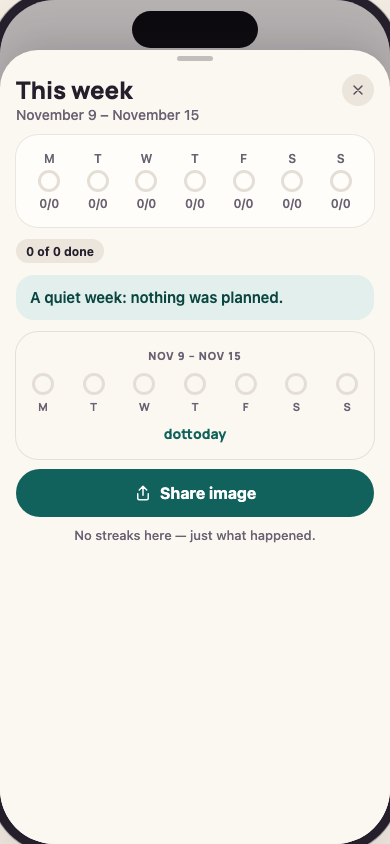 This week
November 9 – November 15
M T W T F S S
0/0 0/0 0/0 0/0 0/0 0/0 0/0
0 of 0 done
A quiet week: nothing was planned.
NOV 9 – NOV 15
M T W T F S S
dottoday
Share image
No streaks here — just what happened.